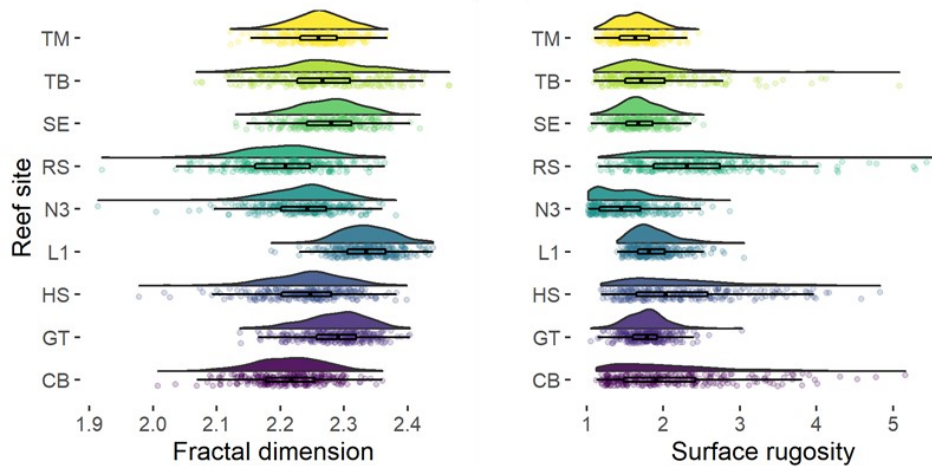 Reef site
TM
TB
SE
RS
N3
L1
HS
GT
CB
1.9 2.0 2.1 2.2 2.3 2.4
Fractal dimension
TM
TB
SE
RS
N3
L1
HS
GT
CB
1 2 3 4 5
Surface rugosity